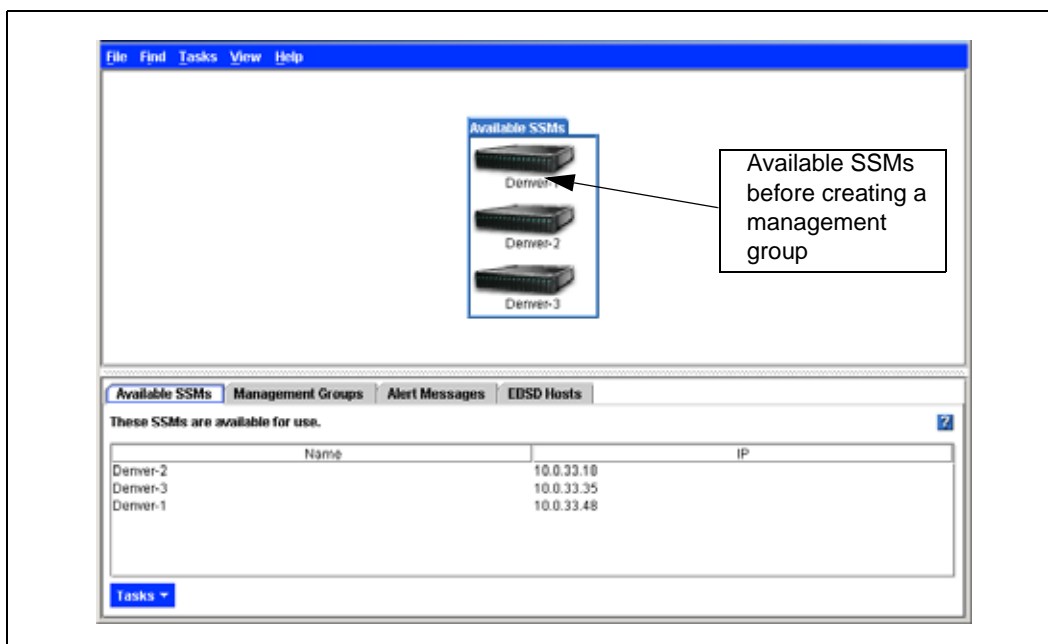 File Find Tasks View Help
Available SSMs
Denver-1
Denver-2
Denver-3
Available SSMs
before creating a
management
group
Available SSMs Management Groups Alert Messages EBSD Hosts
These SSMs are available for use.
?
Name IP
Denver-2 10.0.33.18
Denver-3 10.0.33.35
Denver-1 10.0.33.48
Tasks